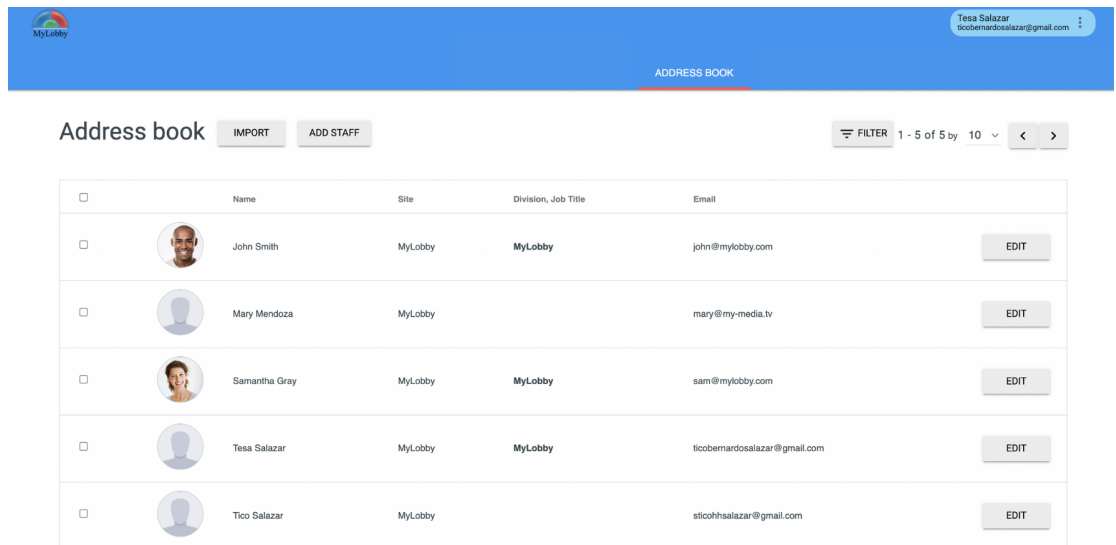 MyLobby
Tesa Salazar
ticobernardosalazar@gmail.com
ADDRESS BOOK
Address book IMPORT ADD STAFF FILTER 1 - 5 of 5 by 10
Name Site Division, Job Title Email
John Smith MyLobby MyLobby john@mylobby.com EDIT
Mary Mendoza MyLobby mary@my-media.tv EDIT
Samantha Gray MyLobby MyLobby sam@mylobby.com EDIT
Tesa Salazar MyLobby MyLobby ticobernardosalazar@gmail.com EDIT
Tico Salazar MyLobby sticohhsalazar@gmail.com EDIT